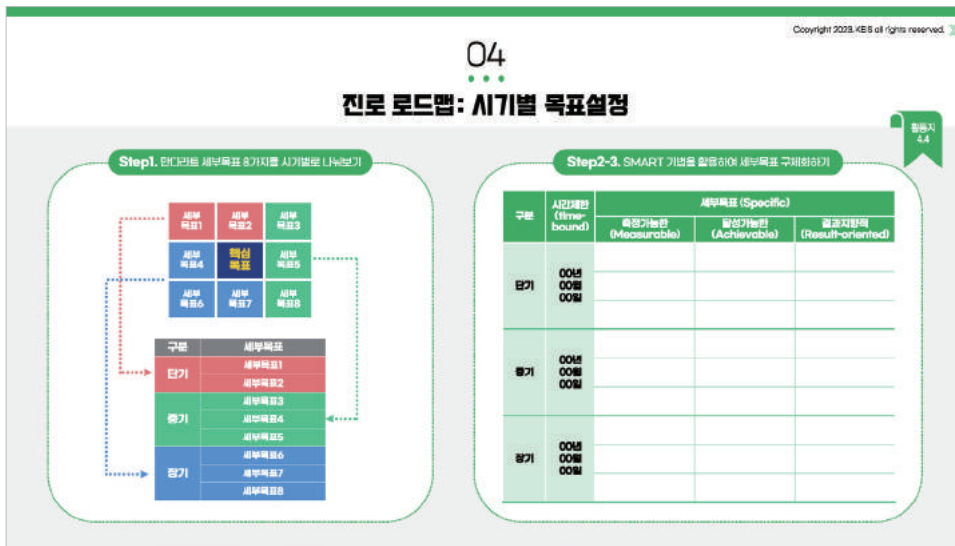 Copyright 2023.KEIS all rights reserved.
04
진로 로드맵: 시기별 목표설정
활동지
4.4
Step1. 만다라트 세부목표 8가지를 시기별로 나눠보기
세부
목표1
세부
목표2
세부
목표3
세부
목표4
핵심
목표
세부
목표5
세부
목표6
세부
목표7
세부
목표8
구분
세부목표
단기
세부목표1
세부목표2
중기
세부목표3
세부목표4
세부목표5
장기
세부목표6
세부목표7
세부목표8
Step2-3. SMART 기법을 활용하여 세부목표 구체화하기
구분
시간제한
(time-
bound)
세부목표 (Specific)
측정가능한
(Measurable)
달성가능한
(Achievable)
결과지향적
(Result-oriented)
단기
00년
00월
00일
중기
00년
00월
00일
장기
00년
00월
00일